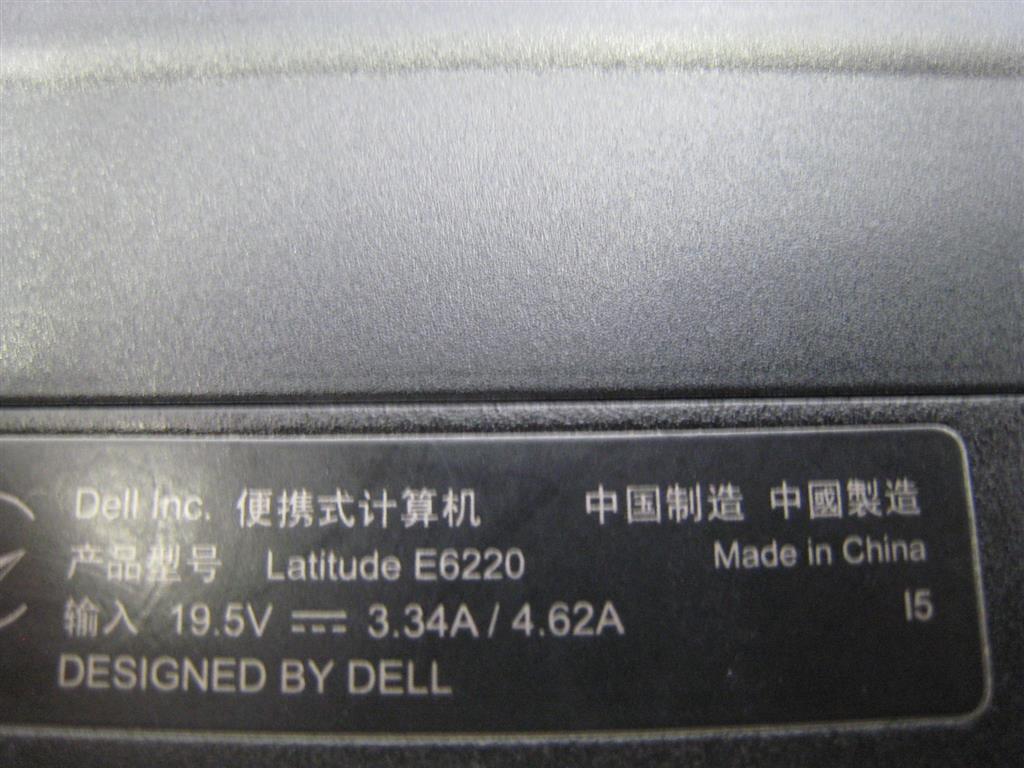 Dell Inc. 便携式计算机 中国制造 中國製造
产品型号 Latitude E6220 Made in China
输入 19.5V ⎓ 3.34A / 4.62A I5
DESIGNED BY DELL